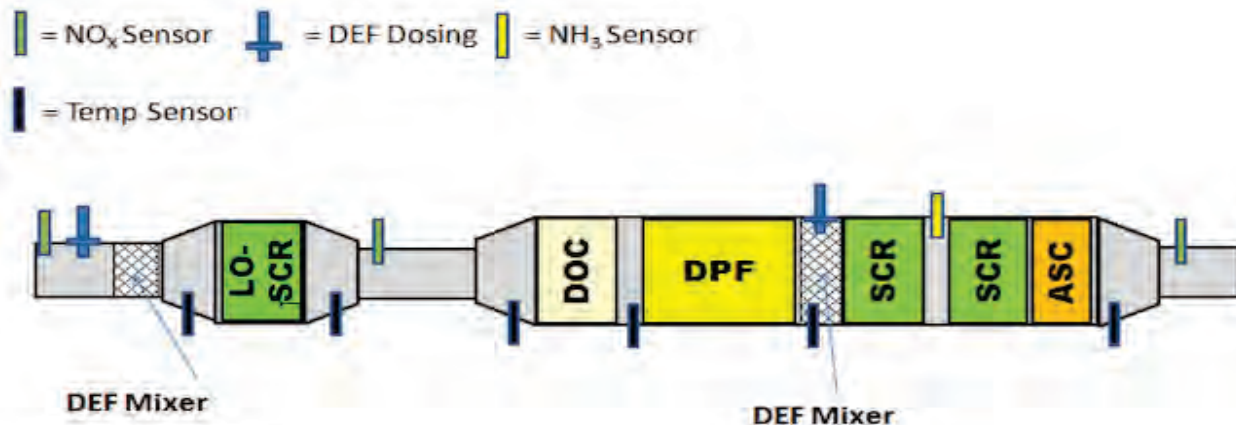 = NOₓ Sensor = DEF Dosing = NH₃ Sensor
= Temp Sensor
LO-
SCR
DOC
DPF
SCR
SCR
ASC
DEF Mixer
DEF Mixer